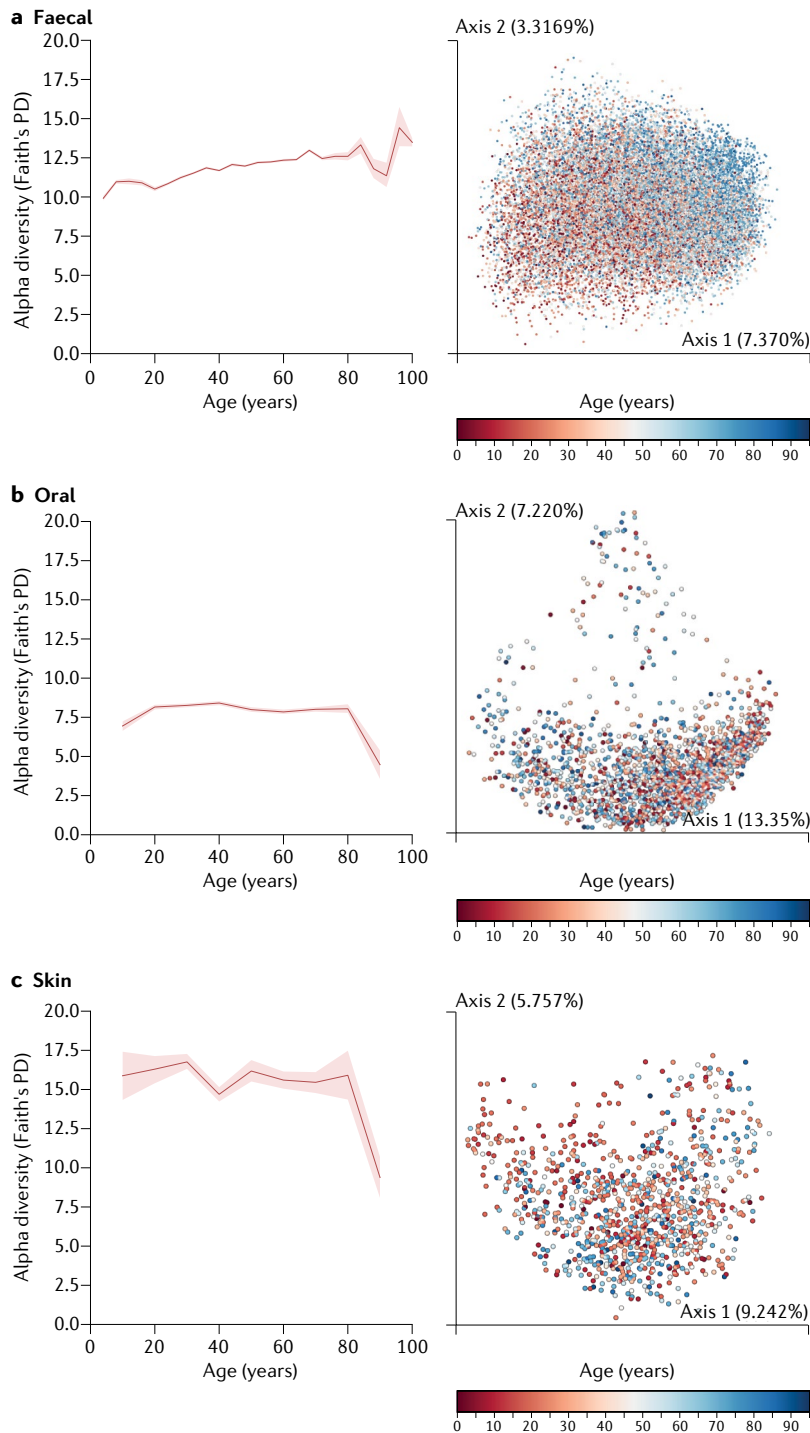 a Faecal
20.0
17.5
15.0
12.5
10.0
7.5
5.0
2.5
0.0
Alpha diversity (Faith's PD)
0 20 40 60 80 100
Age (years)
Axis 2 (3.3169%)
Axis 1 (7.370%)
Age (years)
0 10 20 30 40 50 60 70 80 90
b Oral
20.0
17.5
15.0
12.5
10.0
7.5
5.0
2.5
0.0
Alpha diversity (Faith's PD)
0 20 40 60 80 100
Age (years)
Axis 2 (7.220%)
Axis 1 (13.35%)
Age (years)
0 10 20 30 40 50 60 70 80 90
c Skin
20.0
17.5
15.0
12.5
10.0
7.5
5.0
2.5
0.0
Alpha diversity (Faith's PD)
0 20 40 60 80 100
Age (years)
Axis 2 (5.757%)
Axis 1 (9.242%)
Age (years)
0 10 20 30 40 50 60 70 80 90